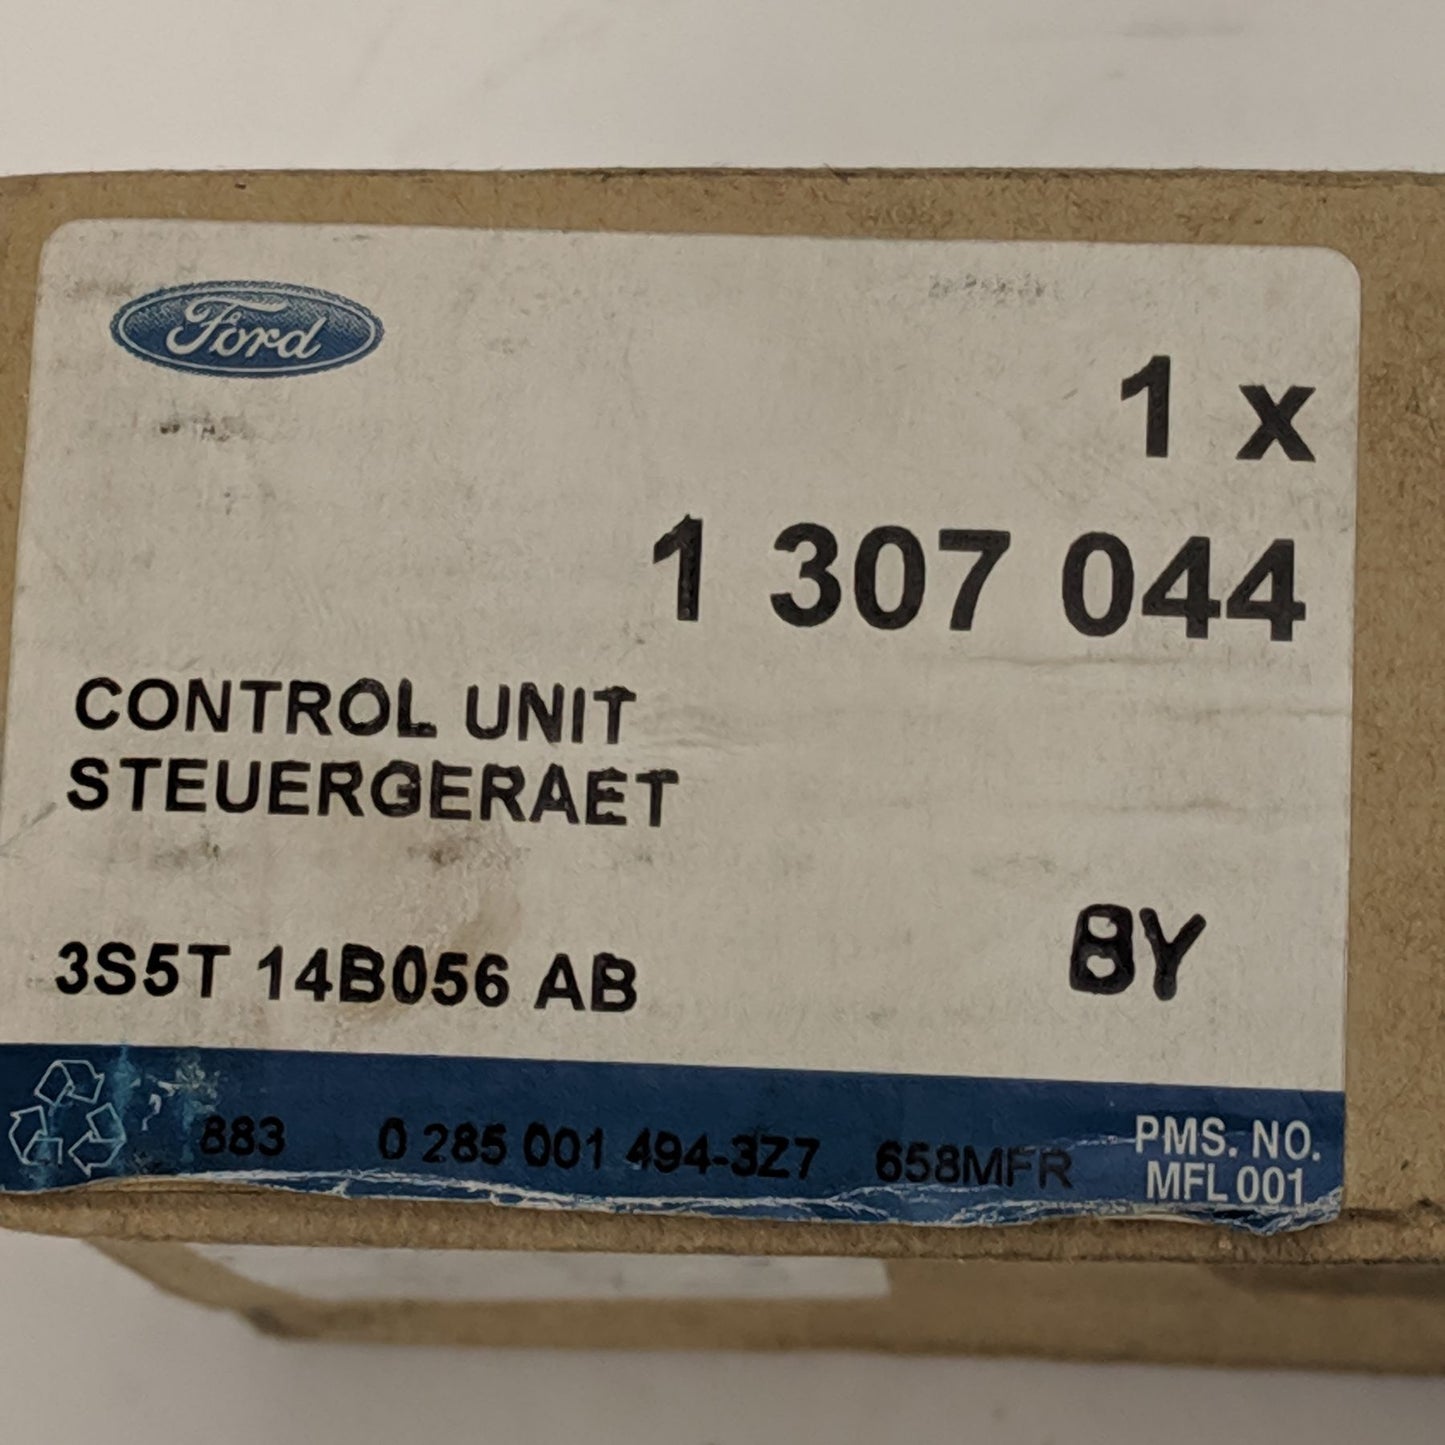 Ford
1 x
1 307 044
CONTROL UNIT
STEUERGERAET
3S5T 14B056 AB
8Y
883 0 285 001 494-3Z7 658MFR
PMS. NO.
MFL 001